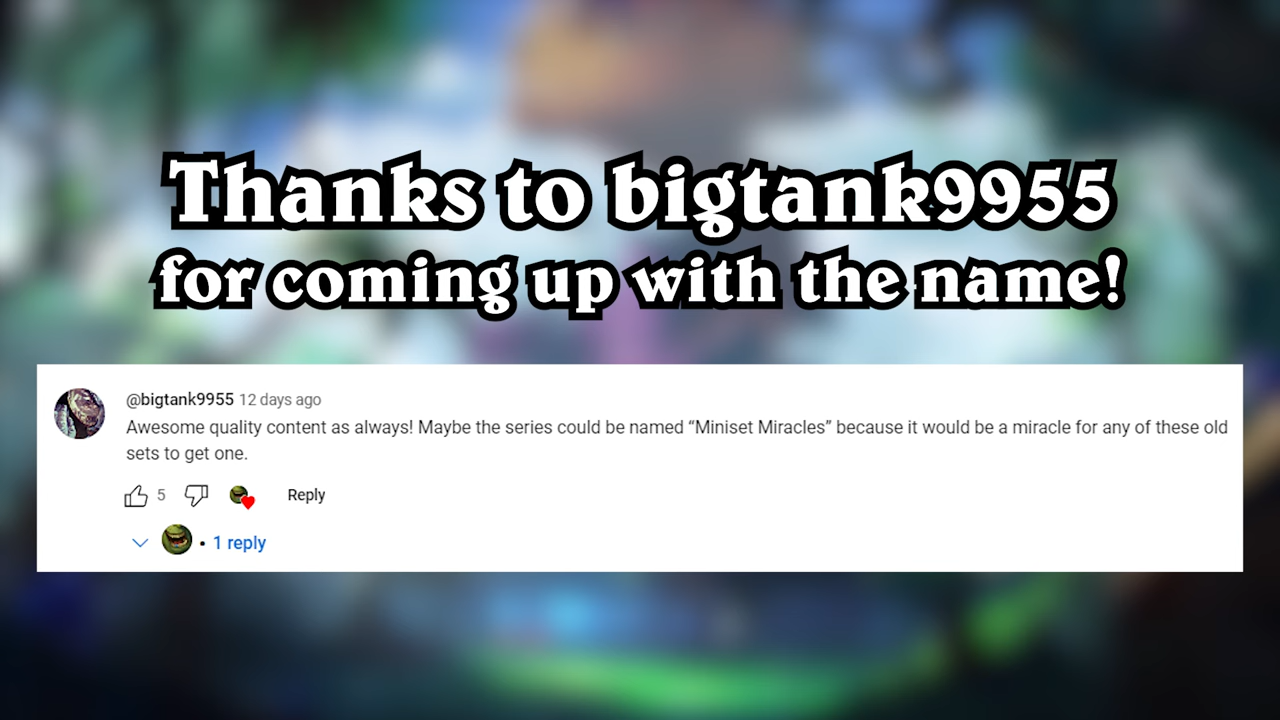 Thanks to bigtank9955
for coming up with the name!
@bigtank9955 12 days ago
Awesome quality content as always! Maybe the series could be named “Miniset Miracles” because it would be a miracle for any of these old
sets to get one.
5 Reply
• 1 reply